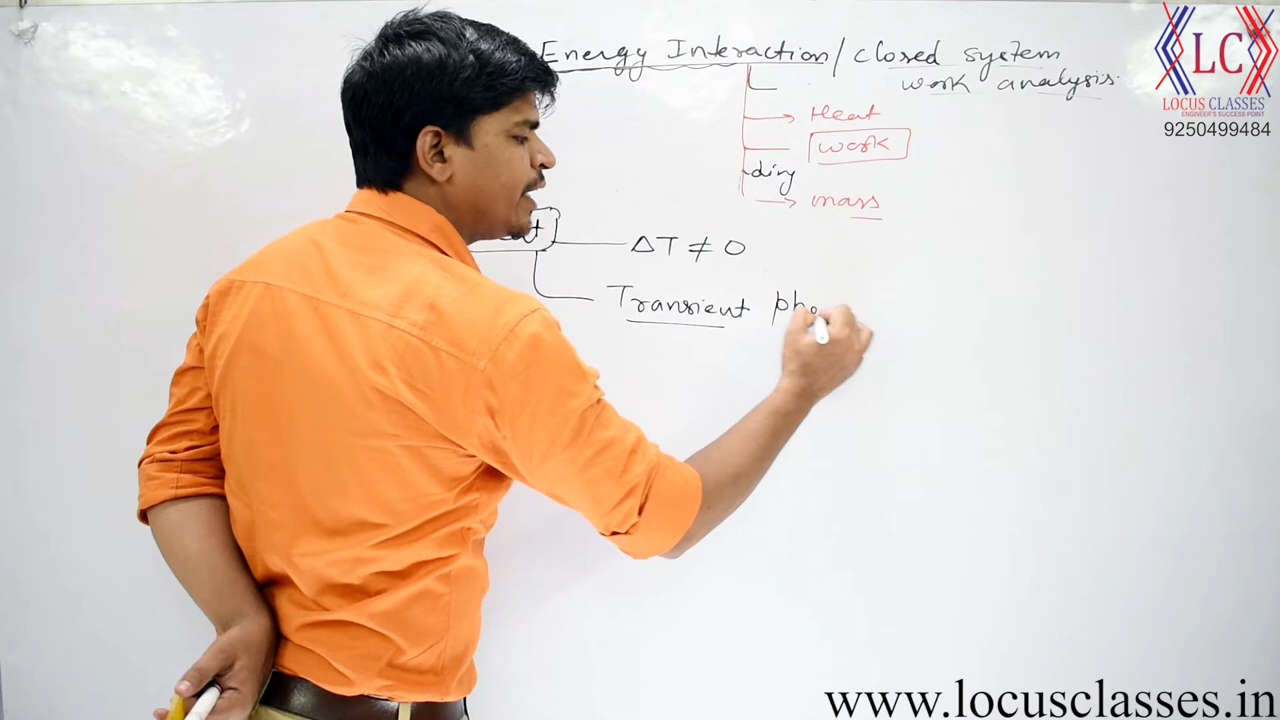 Energy Interaction / closed system
work analysis.
Heat
work
mass
ΔT ≠ 0
Transient pho
LC
LOCUS CLASSES
ENGINEER'S SUCCESS POINT
9250499484
www.locusclasses.in